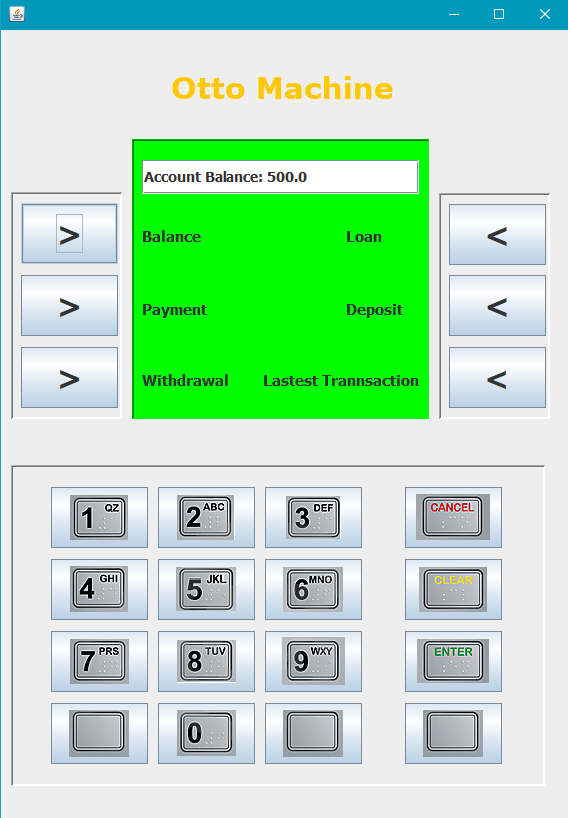 Otto Machine
Account Balance: 500.0
> Balance Loan <
> Payment Deposit <
> Withdrawal Lastest Trannsaction <
1 QZ 2 ABC 3 DEF CANCEL
4 GHI 5 JKL 6 MNO CLEAR
7 PRS 8 TUV 9 WXY ENTER
0